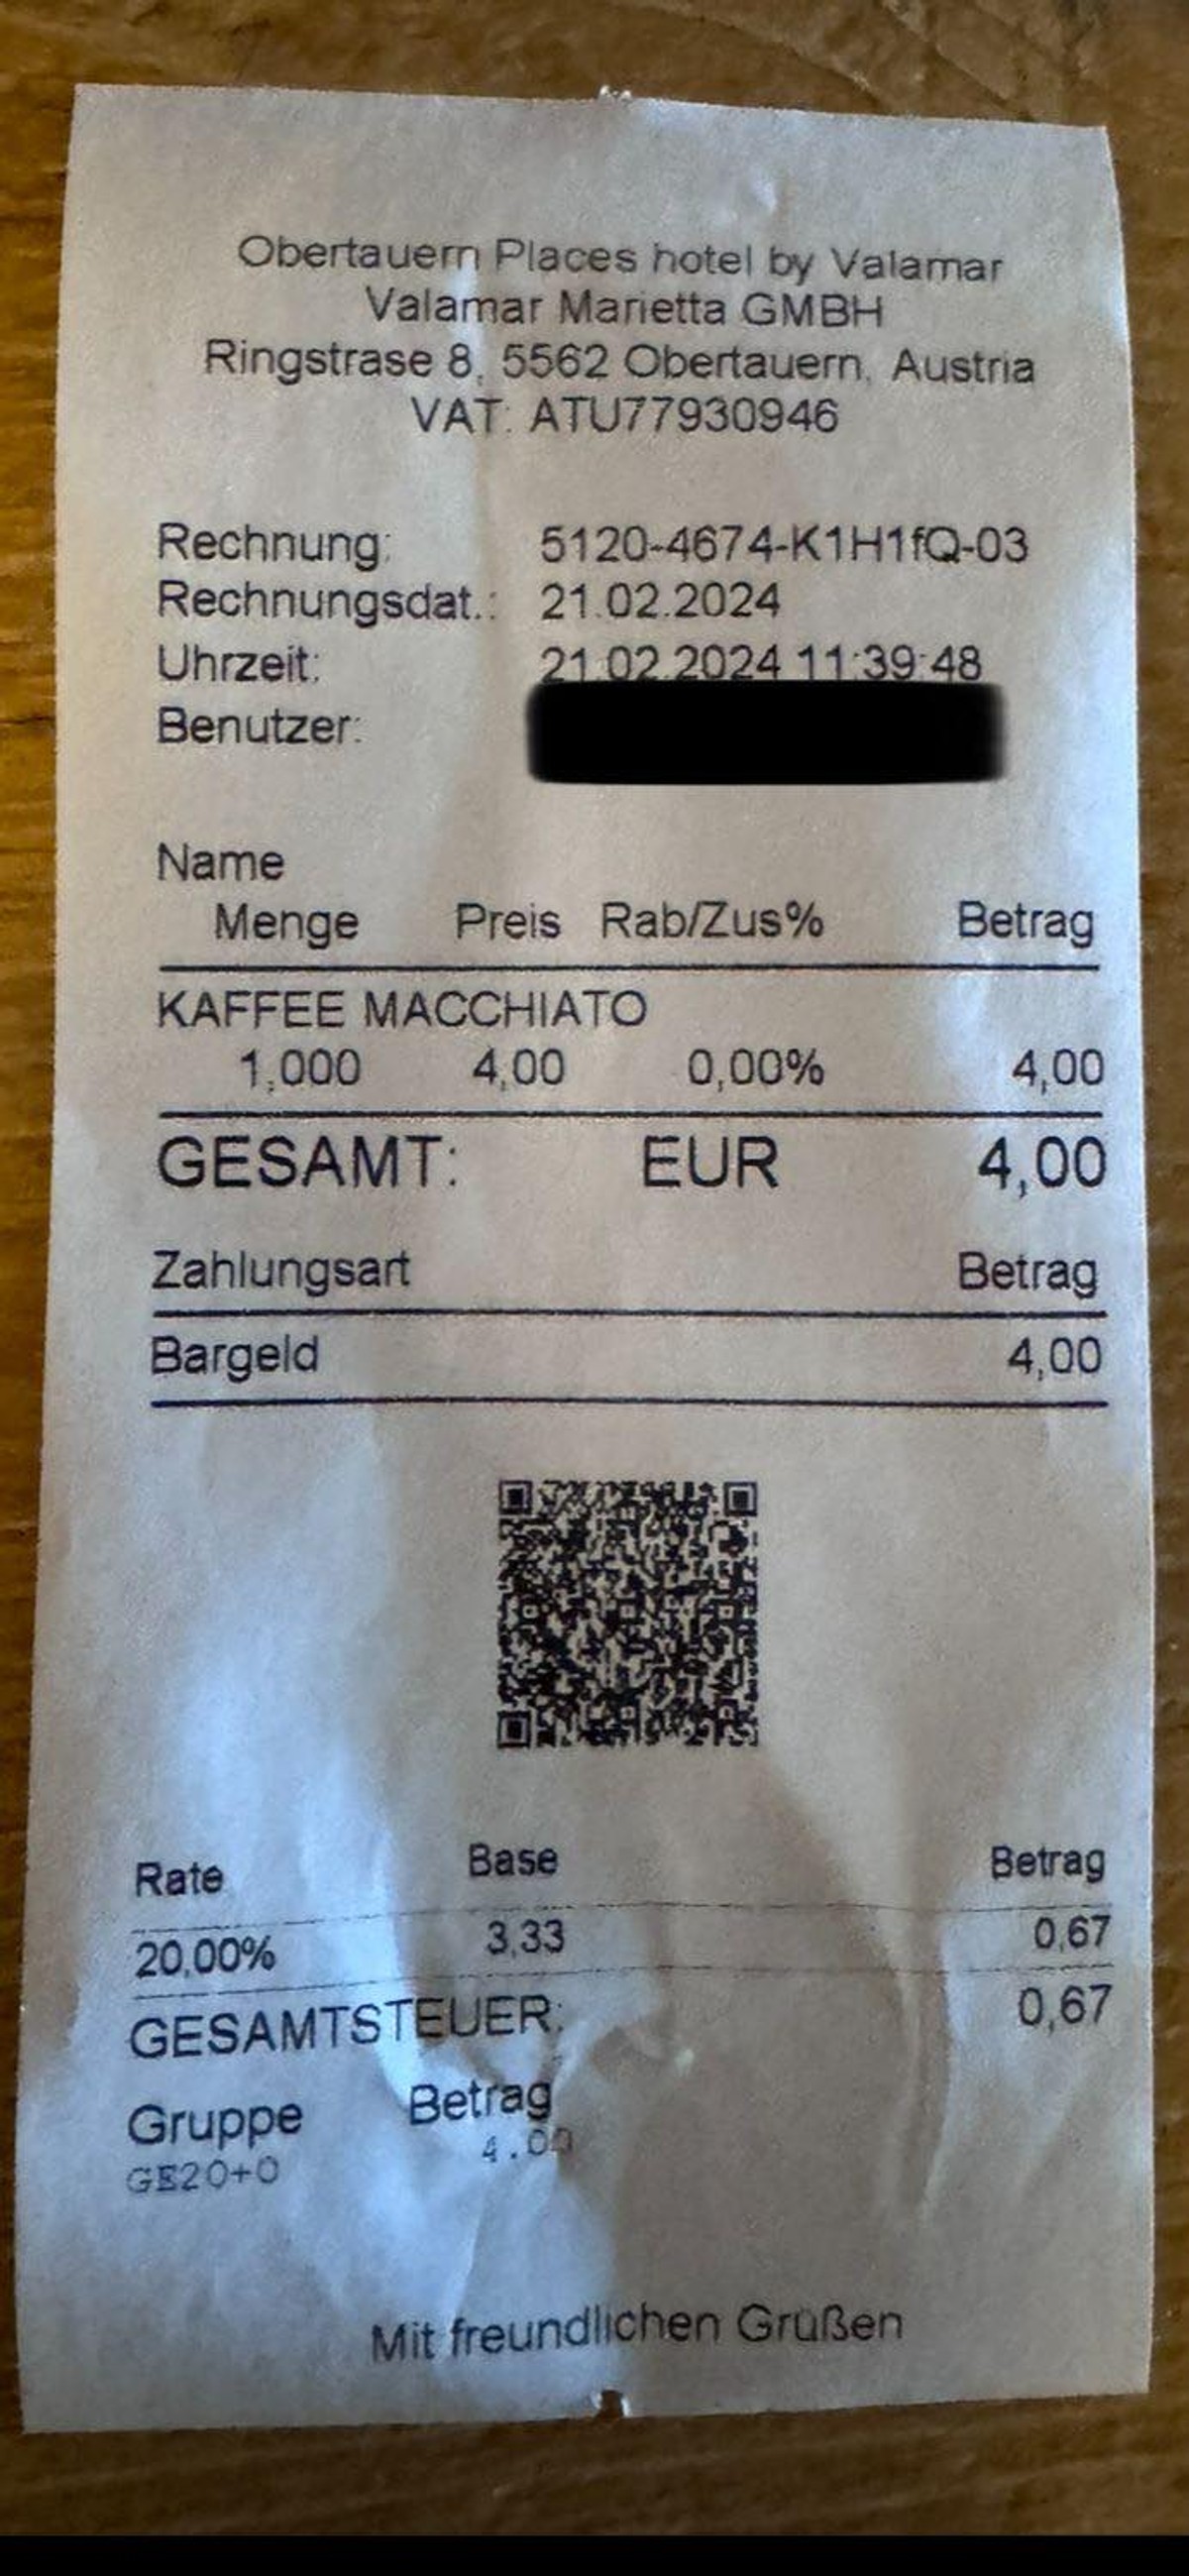 Obertauern Places hotel by Valamar
Valamar Marietta GMBH
Ringstrase 8, 5562 Obertauern, Austria
VAT: ATU77930946
Rechnung: 5120-4674-K1H1fQ-03
Rechnungsdat.: 21.02.2024
Uhrzeit: 21.02.2024 11:39:48
Benutzer:
Name
Menge Preis Rab/Zus% Betrag
KAFFEE MACCHIATO
1,000 4,00 0,00% 4,00
GESAMT: EUR 4,00
Zahlungsart Betrag
Bargeld 4,00
Rate Base Betrag
20,00% 3,33 0,67
GESAMTSTEUER: 0,67
Gruppe Betrag
GE20+0 4.00
Mit freundlichen Grüßen